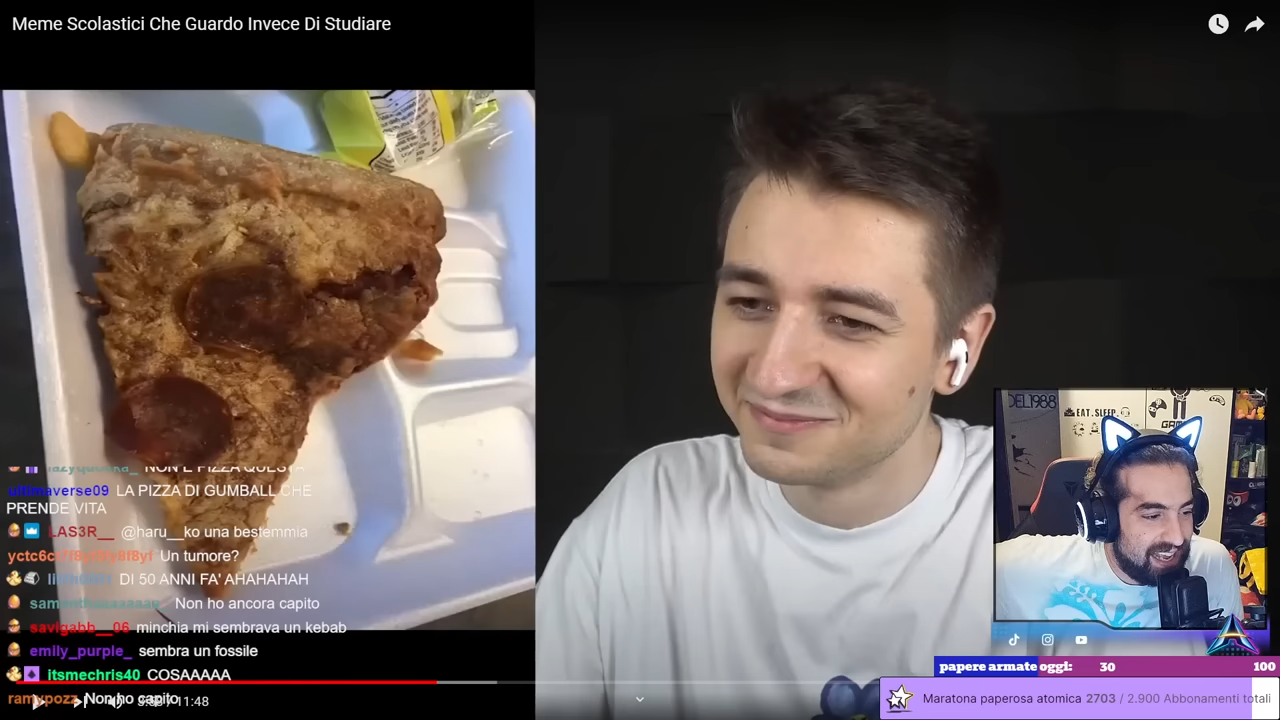 Meme Scolastici Che Guardo Invece Di Studiare
NON È PIZZA QUESTA
ultimaverse09 LA PIZZA DI GUMBALL CHE
PRENDE VITA
LAS3R__ @haru__ko una bestemmia
Un tumore?
DI 50 ANNI FA' AHAHAHAH
Non ho ancora capito
savigabb__06 minchia mi sembrava un kebab
emily_purple_ sembra un fossile
itsmechris40 COSAAAAA
ramypozz Non ho capito
11:48
DEL1988
EAT.SLEEP.
papere armate oggi: 30 100
Maratona paperosa atomica 2703 / 2.900 Abbonamenti totali